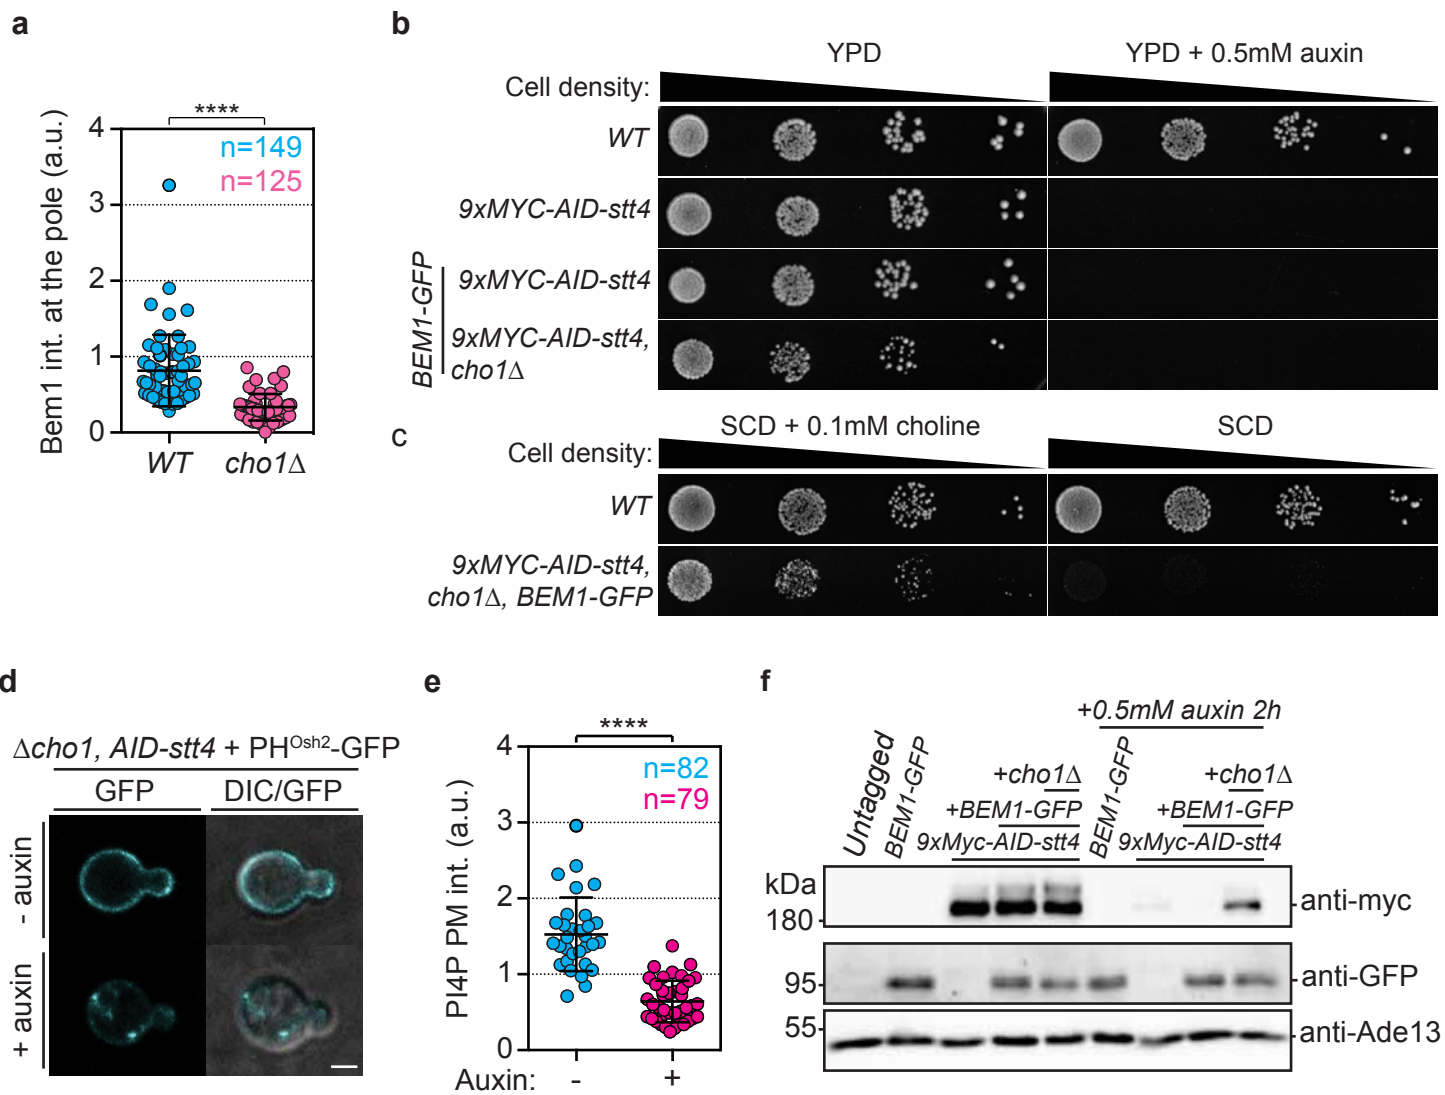 a
****
n=149
n=125
4
3
2
1
0
Bem1 int. at the pole (a.u.)
WT
cho1Δ
b
YPD
YPD + 0.5mM auxin
Cell density:
WT
9xMYC-AID-stt4
BEM1-GFP
9xMYC-AID-stt4
9xMYC-AID-stt4,
cho1Δ
c
SCD + 0.1mM choline
SCD
Cell density:
WT
9xMYC-AID-stt4,
cho1Δ, BEM1-GFP
d
Δcho1, AID-stt4 + PHOsh2-GFP
GFP
DIC/GFP
- auxin
+ auxin
e
****
n=82
n=79
4
3
2
1
0
PI4P PM int. (a.u.)
Auxin:
-
+
f
+0.5mM auxin 2h
Untagged
BEM1-GFP
+cho1Δ
+BEM1-GFP
9xMyc-AID-stt4
BEM1-GFP
+cho1Δ
+BEM1-GFP
9xMyc-AID-stt4
kDa
180
anti-myc
95
anti-GFP
55
anti-Ade13